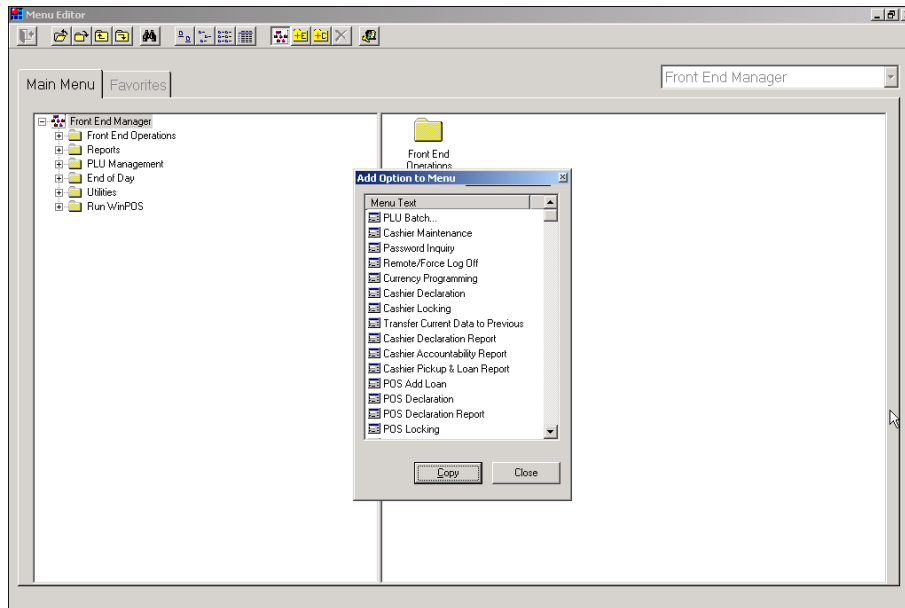 Menu Editor
Main Menu
Favorites
Front End Manager
Front End Manager
Front End Operations
Reports
PLU Management
End of Day
Utilities
Run WinPOS
Front End
Operations
Add Option to Menu
Menu Text
PLU Batch...
Cashier Maintenance
Password Inquiry
Remote/Force Log Off
Currency Programming
Cashier Declaration
Cashier Locking
Transfer Current Data to Previous
Cashier Declaration Report
Cashier Accountability Report
Cashier Pickup & Loan Report
POS Add Loan
POS Declaration
POS Declaration Report
POS Locking
Copy
Close